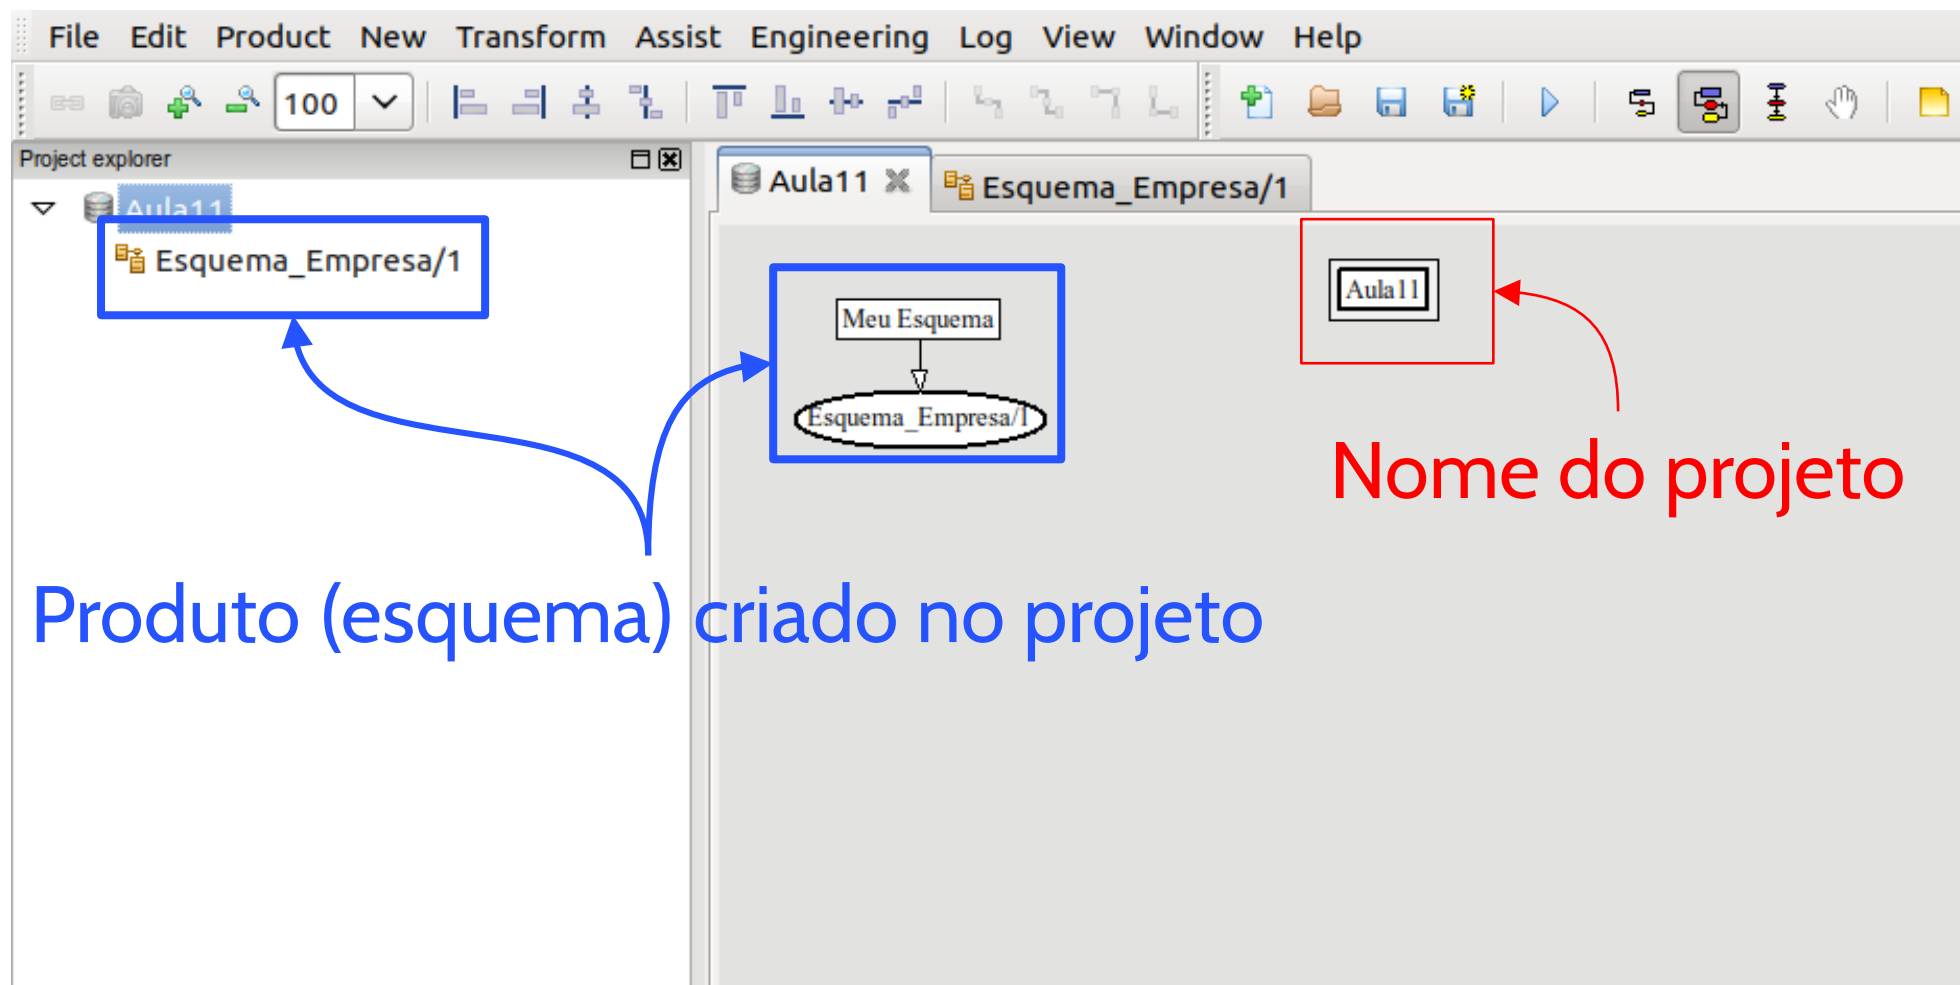 File Edit Product New Transform Assist Engineering Log View Window Help
100
Project explorer
Aula11
Esquema_Empresa/1
Aula11
Esquema_Empresa/1
Meu Esquema
Esquema_Empresa/1
Aula11
Nome do projeto
Produto (esquema) criado no projeto